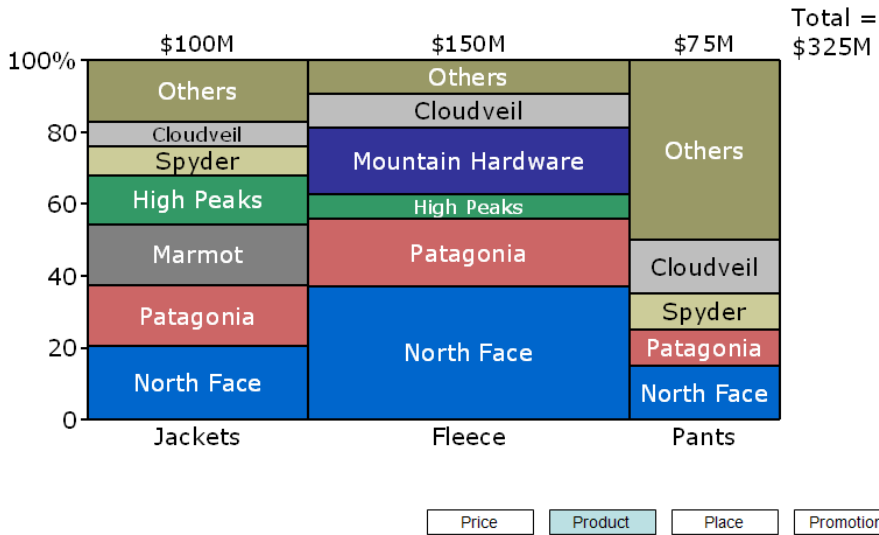 Total =
$100M $150M $75M $325M
100%
Others Others
Cloudveil
80
Cloudveil
Spyder Mountain Hardware Others
60 High Peaks High Peaks
Marmot Patagonia Cloudveil
40
Patagonia Spyder
20 North Face Patagonia
North Face North Face
0
Jackets Fleece Pants
Price Product Place Promotion